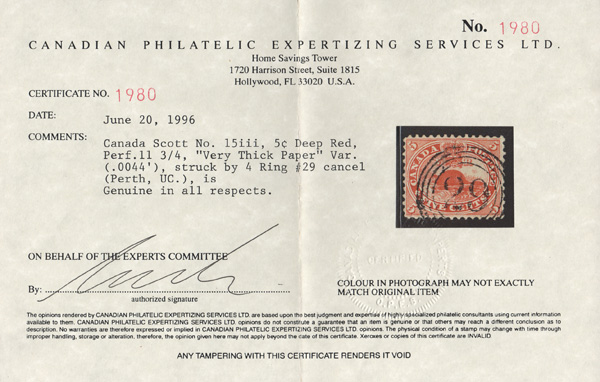 No. 1980
CANADIAN PHILATELIC EXPERTIZING SERVICES LTD.
Home Savings Tower
1720 Harrison Street, Suite 1815
Hollywood, FL 33020 U.S.A.
CERTIFICATE NO. 1980
DATE: June 20, 1996
COMMENTS: Canada Scott No. 15iii, 5¢ Deep Red,
Perf.11 3/4, "Very Thick Paper" Var.
(.0044'), struck by 4 Ring #29 cancel
(Perth, UC.), is
Genuine in all respects.
CANADA
CENTS
ON BEHALF OF THE EXPERTS COMMITTEE
By:
authorized signature
COLOUR IN PHOTOGRAPH MAY NOT EXACTLY
MATCH ORIGINAL ITEM
The opinions rendered by CANADIAN PHILATELIC EXPERTIZING SERVICES LTD. are based upon the best judgment and expertise of highly specialized philatelic consultants using current information
available to them. CANADIAN PHILATELIC EXPERTIZING SERVICES LTD. opinions do not constitute a guarantee that an item is genuine or that others may reach a different conclusion as to
description. No warranties are therefore expressed or implied in CANADIAN PHILATELIC EXPERTIZING SERVICES LTD. opinions. The physical condition of a stamp may change with time through
improper handling, storage or alteration, therefore, the opinion given here may not apply beyond the date of this certificate. Xeroxes or copies of this certificate are INVALID
ANY TAMPERING WITH THIS CERTIFICATE RENDERS IT VOID